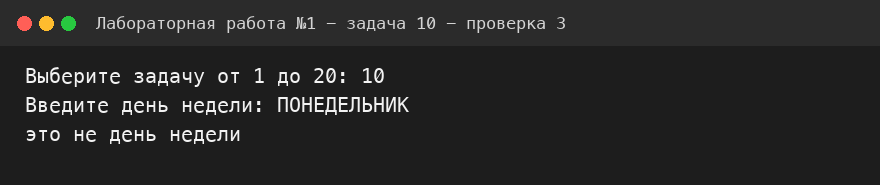 Лабораторная работа №1 — задача 10 — проверка 3
Выберите задачу от 1 до 20: 10
Введите день недели: ПОНЕДЕЛЬНИК
это не день недели